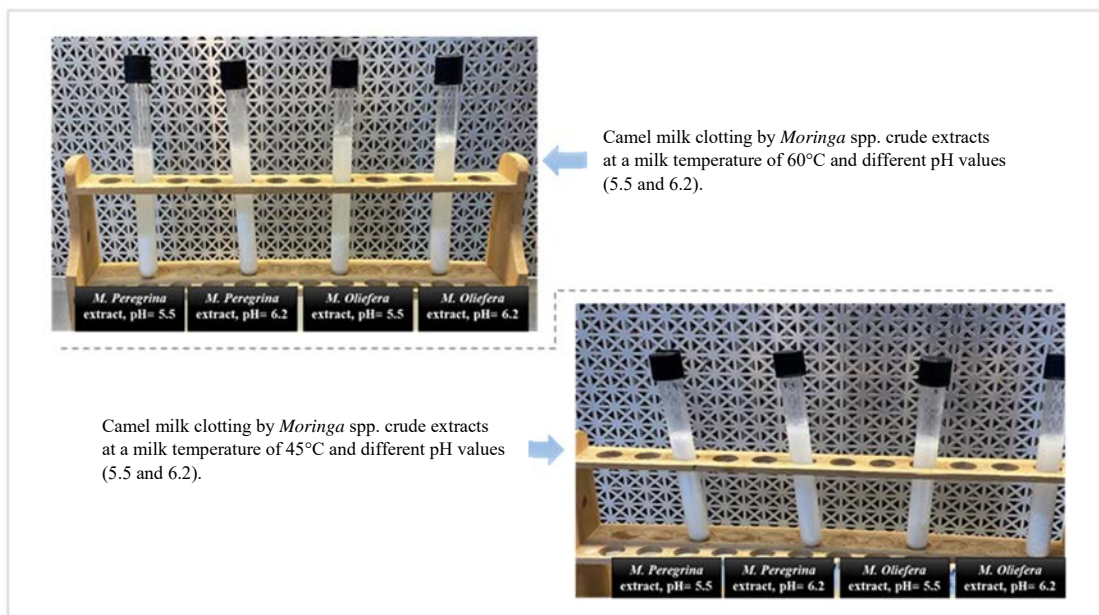 Camel milk clotting by Moringa spp. crude extracts
at a milk temperature of 60°C and different pH values
(5.5 and 6.2).
M. Peregrina
extract, pH= 5.5
M. Peregrina
extract, pH= 6.2
M. Oliefera
extract, pH= 5.5
M. Oliefera
extract, pH= 6.2
Camel milk clotting by Moringa spp. crude extracts
at a milk temperature of 45°C and different pH values
(5.5 and 6.2).
M. Peregrina
extract, pH= 5.5
M. Peregrina
extract, pH= 6.2
M. Oliefera
extract, pH= 5.5
M. Oliefera
extract, pH= 6.2